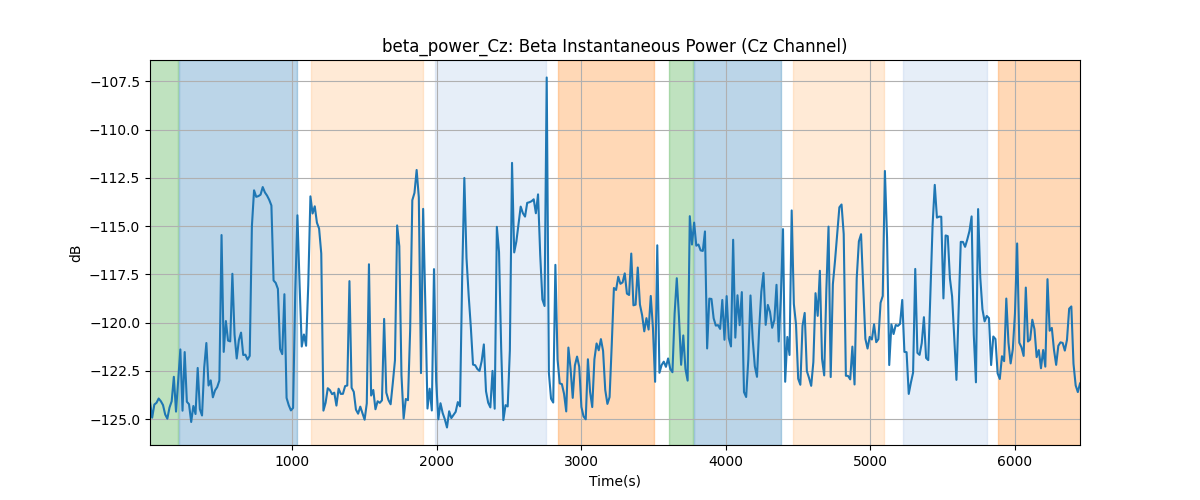 beta_power_Cz: Beta Instantaneous Power (Cz Channel)
−107.5
−110.0
−112.5
−115.0
−117.5
−120.0
−122.5
−125.0
dB
1000 2000 3000 4000 5000 6000
Time(s)